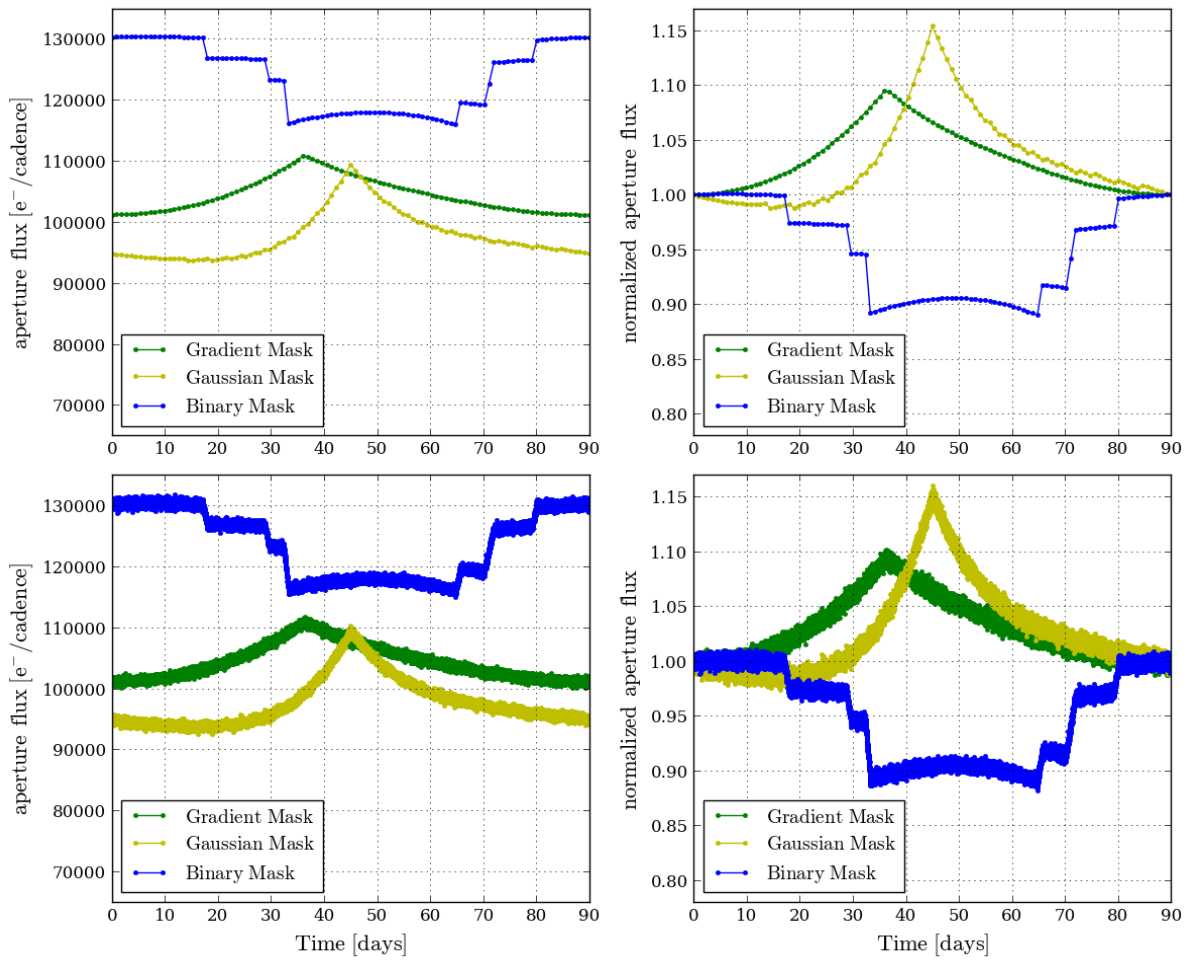 130000
120000
110000
100000
90000
80000
70000
aperture flux [e⁻/cadence]
Gradient Mask
Gaussian Mask
Binary Mask
0 10 20 30 40 50 60 70 80 90
1.15
1.10
1.05
1.00
0.95
0.90
0.85
0.80
normalized aperture flux
Gradient Mask
Gaussian Mask
Binary Mask
0 10 20 30 40 50 60 70 80 90
130000
120000
110000
100000
90000
80000
70000
aperture flux [e⁻/cadence]
Gradient Mask
Gaussian Mask
Binary Mask
0 10 20 30 40 50 60 70 80 90
Time [days]
1.15
1.10
1.05
1.00
0.95
0.90
0.85
0.80
normalized aperture flux
Gradient Mask
Gaussian Mask
Binary Mask
0 10 20 30 40 50 60 70 80 90
Time [days]